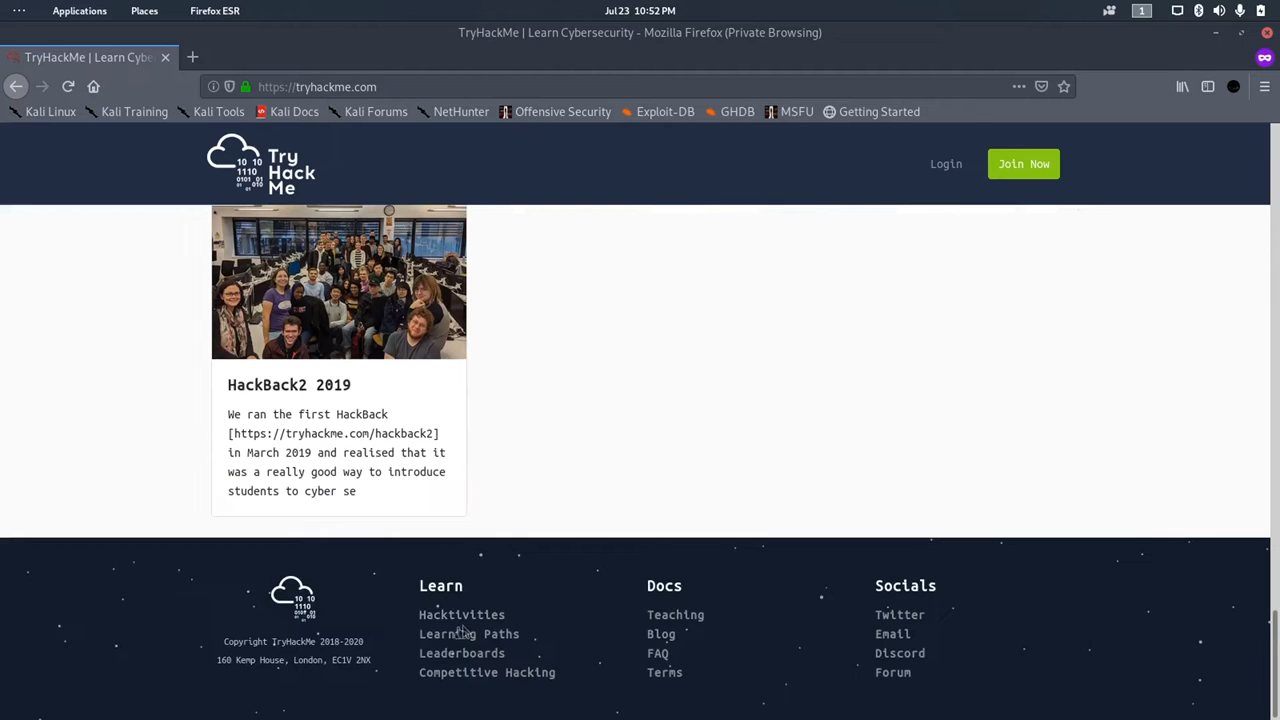 Applications Places Firefox ESR Jul 23 10:52 PM 1
TryHackMe | Learn Cybersecurity - Mozilla Firefox (Private Browsing)
TryHackMe | Learn Cybe
https://tryhackme.com
Kali Linux Kali Training Kali Tools Kali Docs Kali Forums NetHunter Offensive Security Exploit-DB GHDB MSFU Getting Started
Try
Hack
Me
Login Join Now
HackBack2 2019
We ran the first HackBack
[https://tryhackme.com/hackback2]
in March 2019 and realised that it
was a really good way to introduce
students to cyber se
Learn
Hacktivities
Learning Paths
Leaderboards
Competitive Hacking
Docs
Teaching
Blog
FAQ
Terms
Socials
Twitter
Email
Discord
Forum
Copyright TryHackMe 2018-2020
160 Kemp House, London, EC1V 2NX